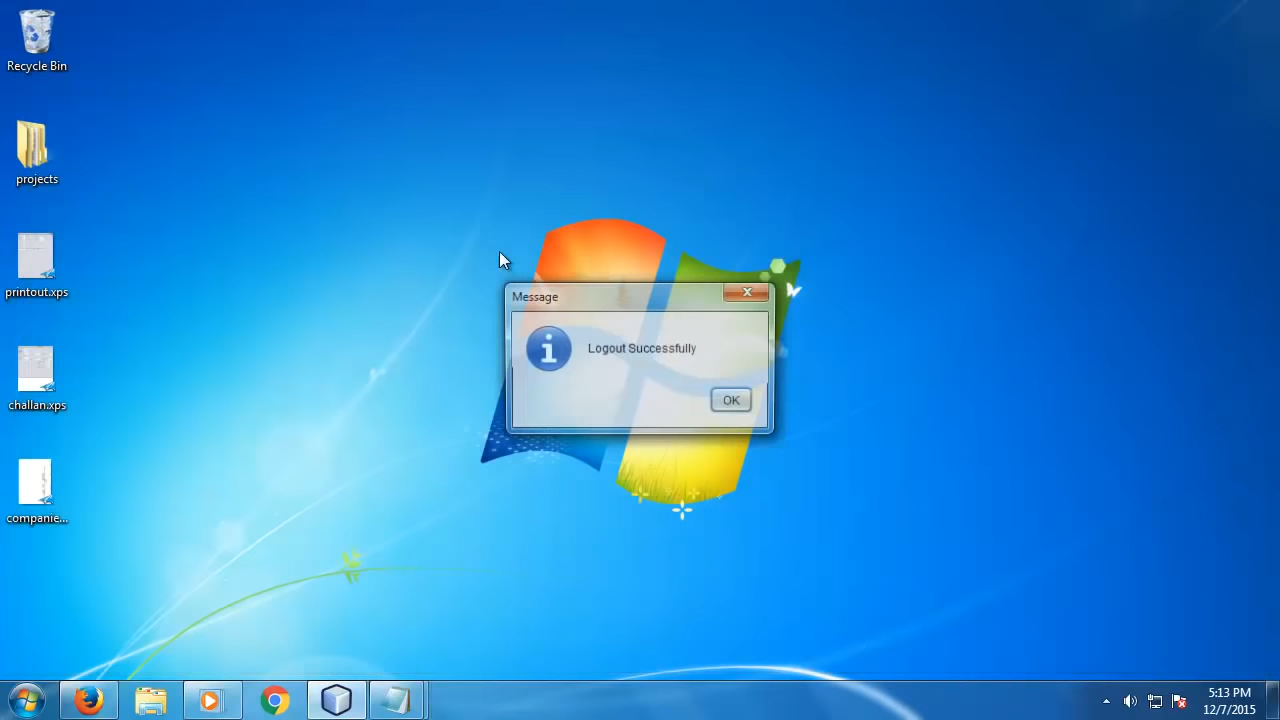 Recycle Bin
projects
printout.xps
challan.xps
companie...
Message
Logout Successfully
OK
5:13 PM
12/7/2015